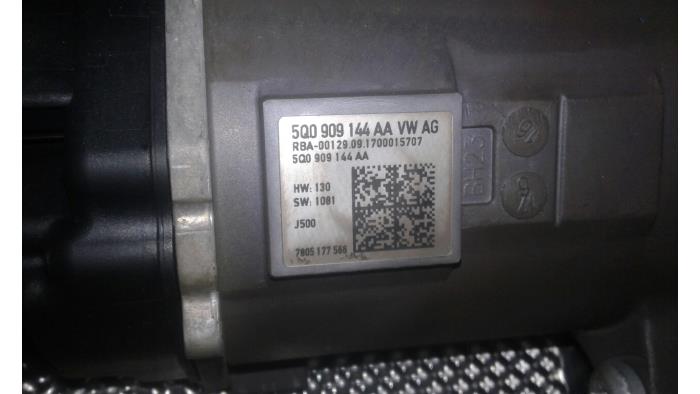 5Q0 909 144 AA VW AG
RBA-00129.09.1700015707
5Q0 909 144 AA
HW: 130
SW: 1081
J500
7805 177 566
BH23